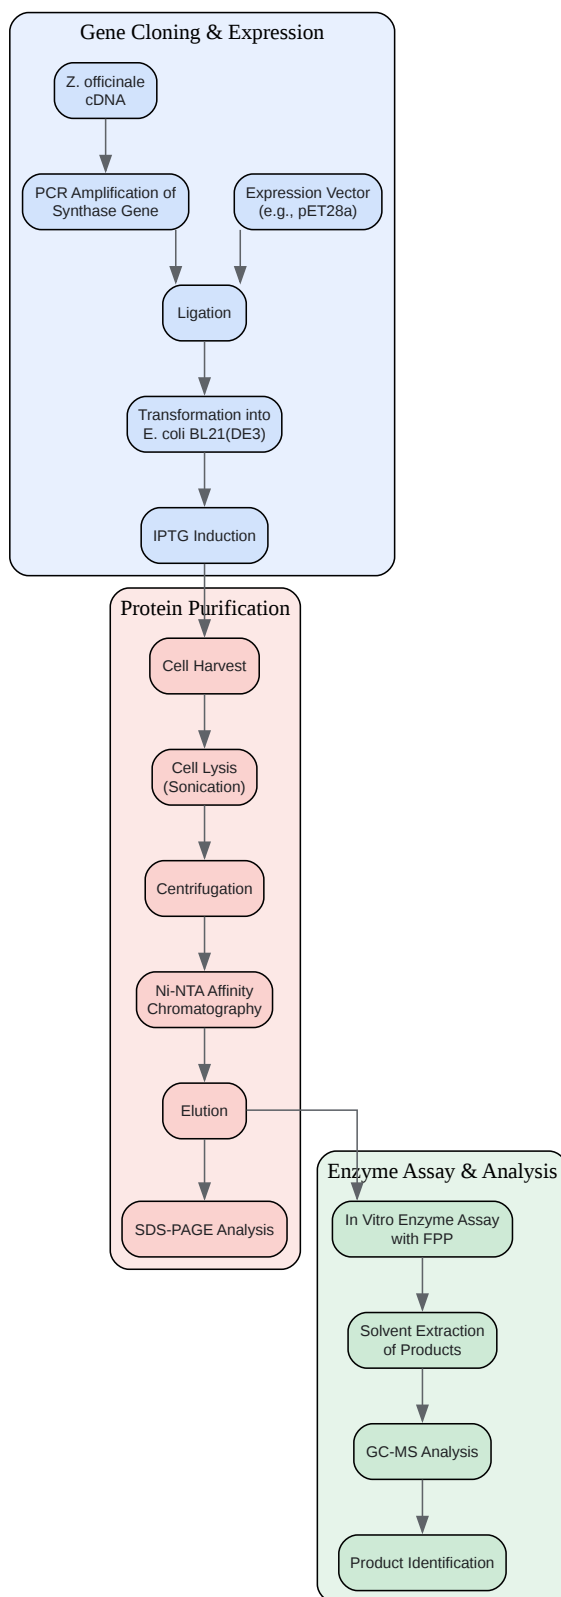 Gene Cloning & Expression
Z. officinale
cDNA
PCR Amplification of
Synthase Gene
Expression Vector
(e.g., pET28a)
Ligation
Transformation into
E. coli BL21(DE3)
IPTG Induction
Protein Purification
Cell Harvest
Cell Lysis
(Sonication)
Centrifugation
Ni-NTA Affinity
Chromatography
Elution
SDS-PAGE Analysis
Enzyme Assay & Analysis
In Vitro Enzyme Assay
with FPP
Solvent Extraction
of Products
GC-MS Analysis
Product Identification